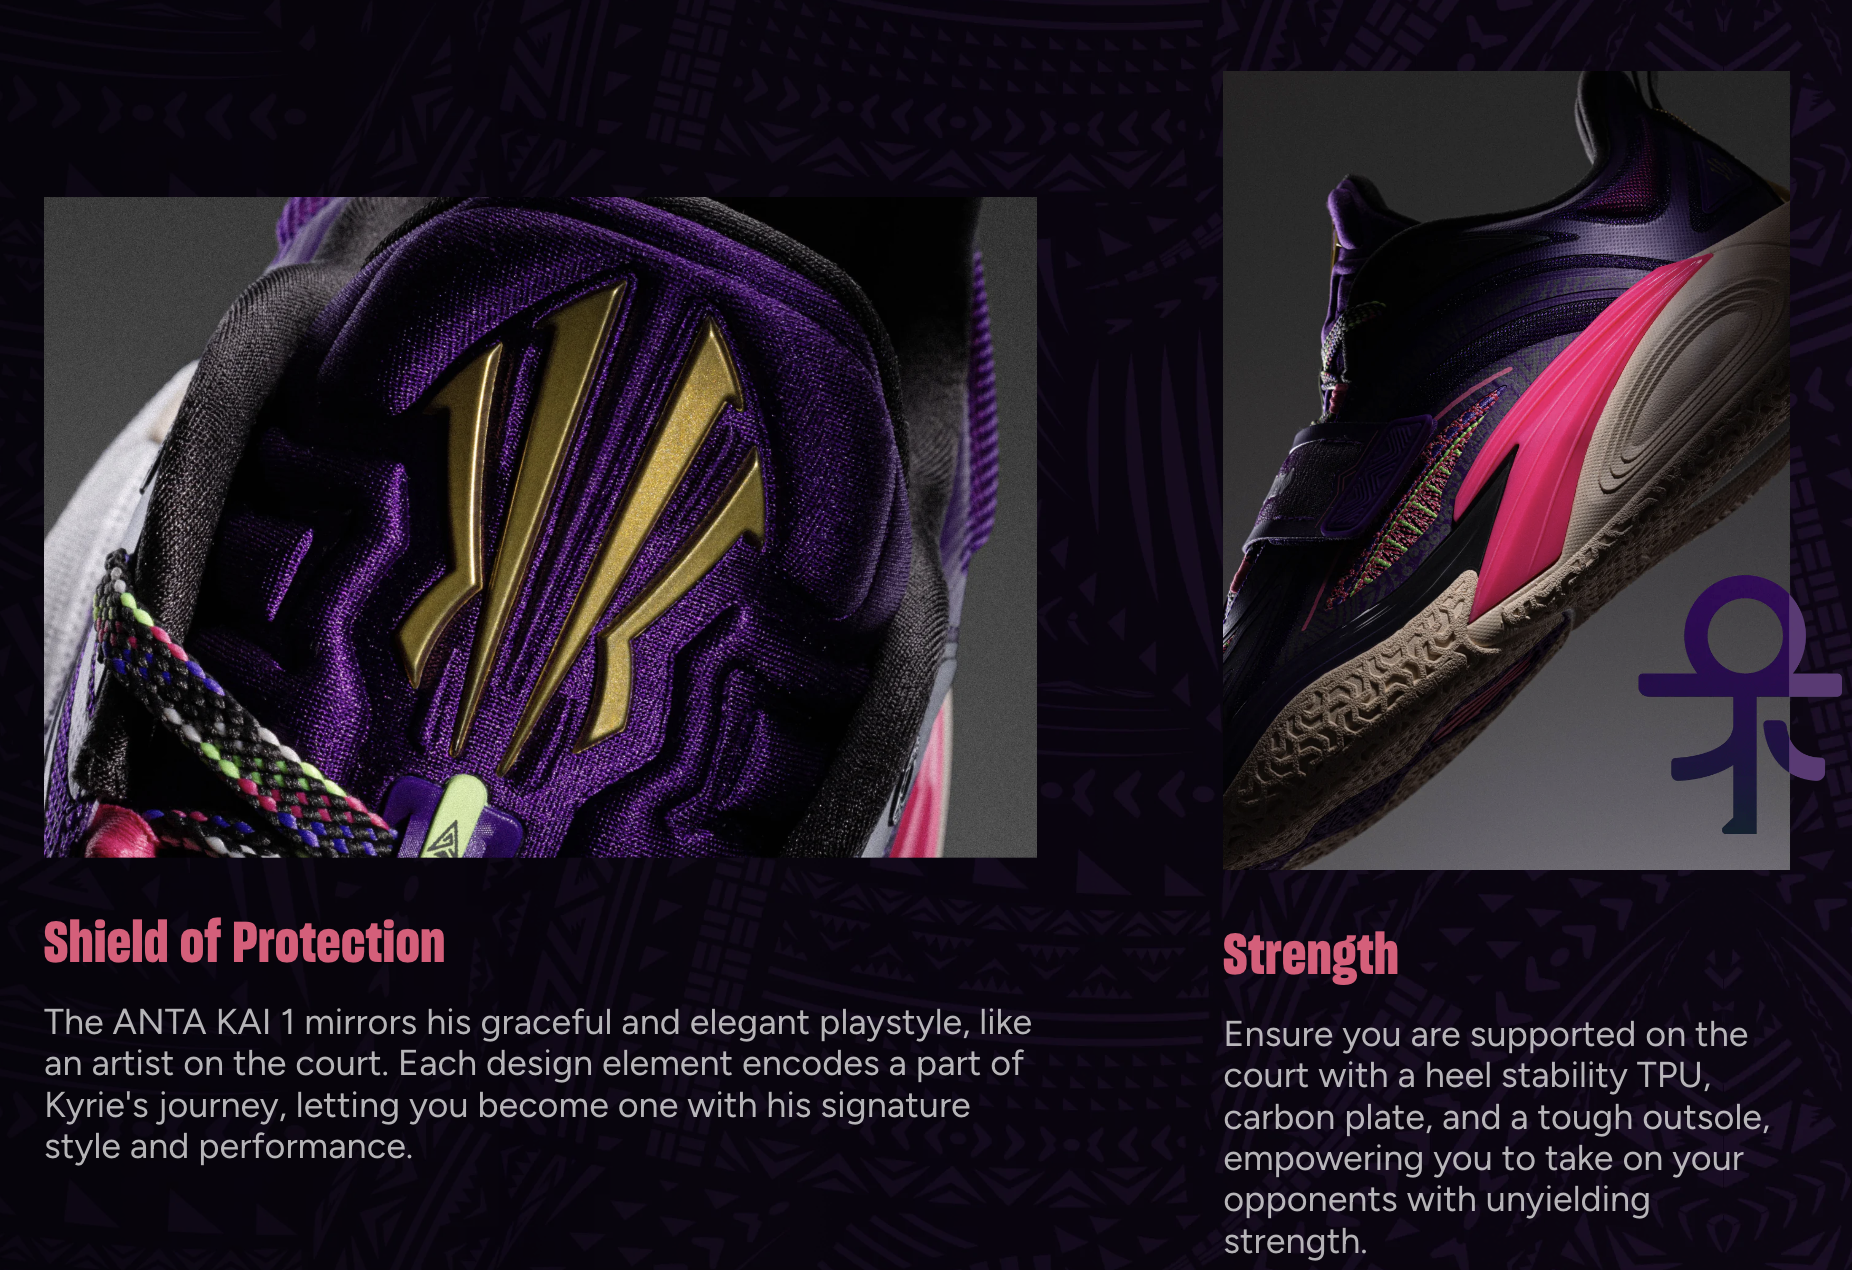 Shield of Protection
The ANTA KAI 1 mirrors his graceful and elegant playstyle, like
an artist on the court. Each design element encodes a part of
Kyrie's journey, letting you become one with his signature
style and performance.
Strength
Ensure you are supported on the
court with a heel stability TPU,
carbon plate, and a tough outsole,
empowering you to take on your
opponents with unyielding
strength.